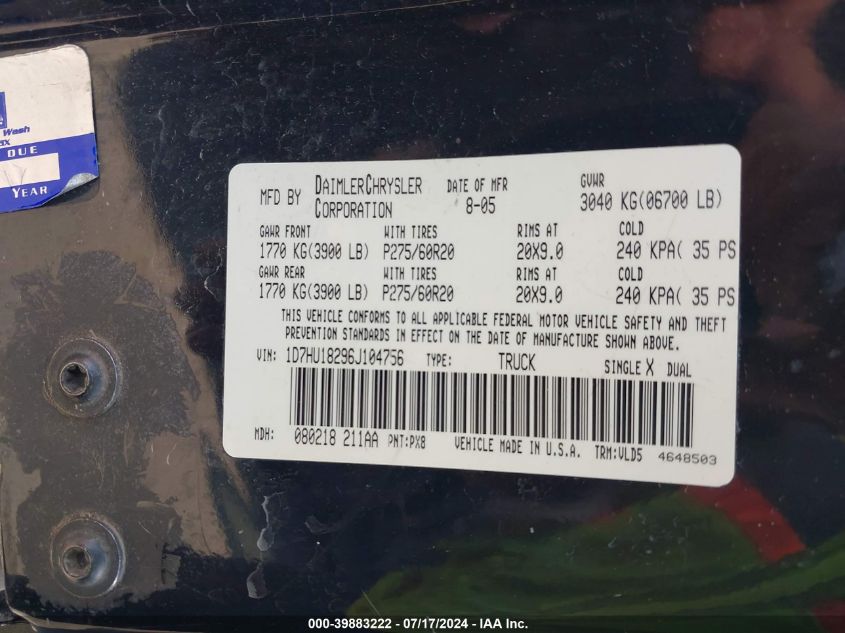 Wash
DUE
YEAR
MFD BY DAIMLERCHRYSLER CORPORATION DATE OF MFR 8-05 GVWR 3040 KG(06700 LB)
GAWR FRONT WITH TIRES RIMS AT COLD
1770 KG(3900 LB) P275/60R20 20X9.0 240 KPA( 35 PS
GAWR REAR WITH TIRES RIMS AT COLD
1770 KG(3900 LB) P275/60R20 20X9.0 240 KPA( 35 PS
THIS VEHICLE CONFORMS TO ALL APPLICABLE FEDERAL MOTOR VEHICLE SAFETY AND THEFT
PREVENTION STANDARDS IN EFFECT ON THE DATE OF MANUFACTURE SHOWN ABOVE.
VIN: 1D7HU18296J104756 TYPE: TRUCK SINGLE X DUAL
MDH: 080218 211AA PNT:PX8 VEHICLE MADE IN U.S.A. TRM:VLD5 4648503
000-39883222 - 07/17/2024 - IAA Inc.